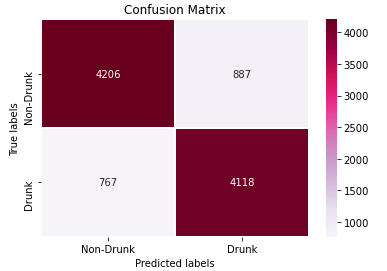 Confusion Matrix
True labels
Non-Drunk
Drunk
4206
887
767
4118
Non-Drunk
Drunk
Predicted labels
4000
3500
3000
2500
2000
1500
1000